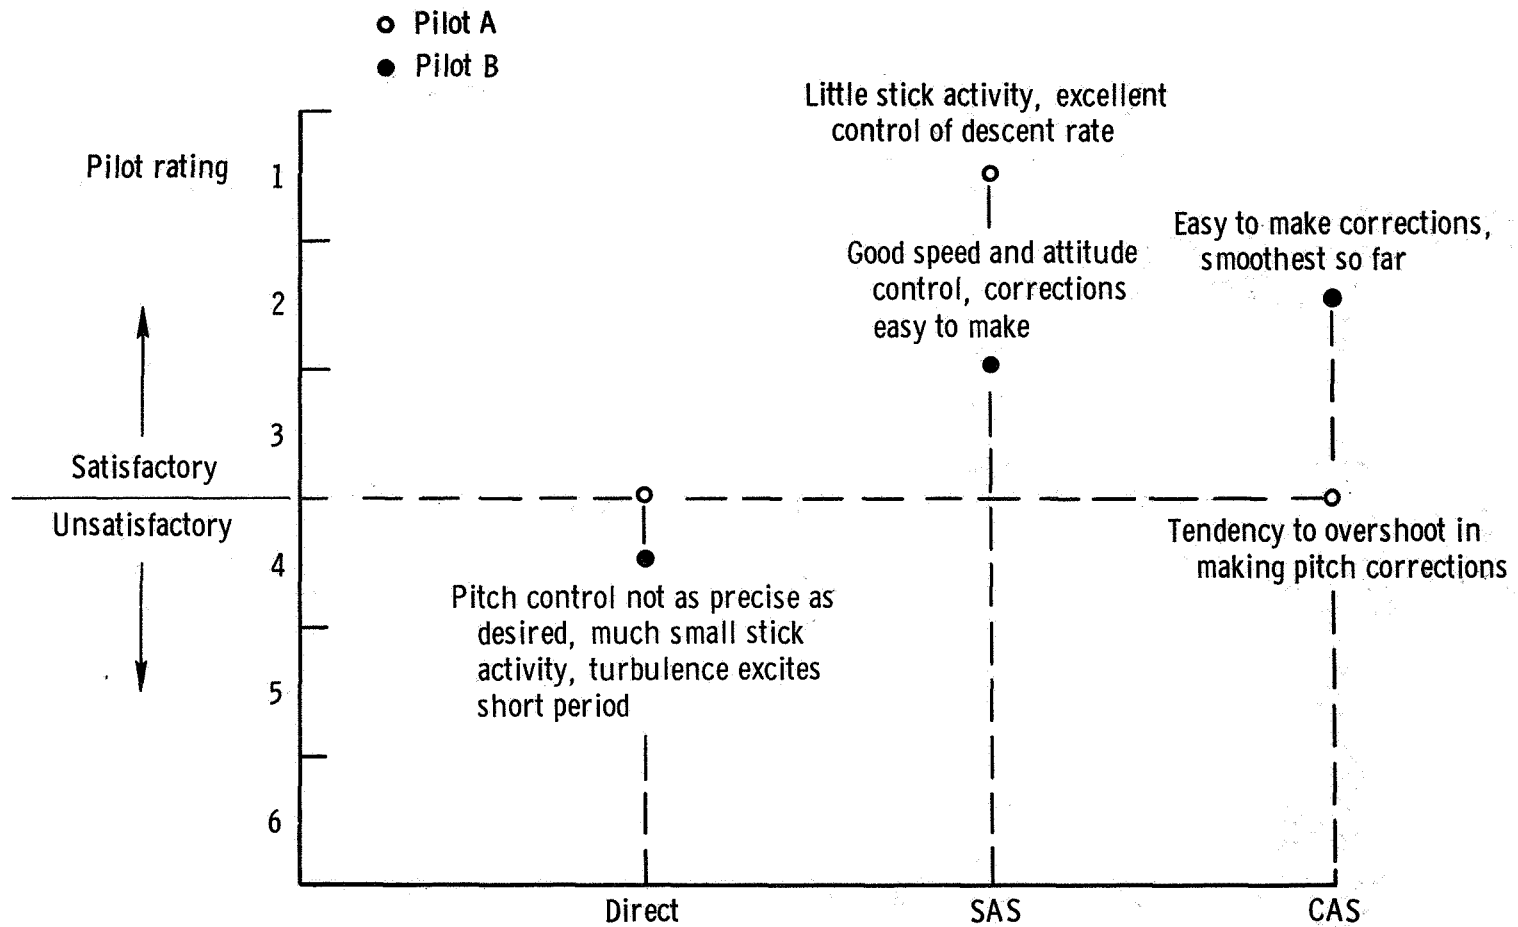 Pilot A
Pilot B
Little stick activity, excellent
control of descent rate
Pilot rating
1
Easy to make corrections,
smoothest so far
Good speed and attitude
control, corrections
easy to make
2
3
Satisfactory
Unsatisfactory
Tendency to overshoot in
making pitch corrections
4
Pitch control not as precise as
desired, much small stick
activity, turbulence excites
short period
5
6
Direct
SAS
CAS